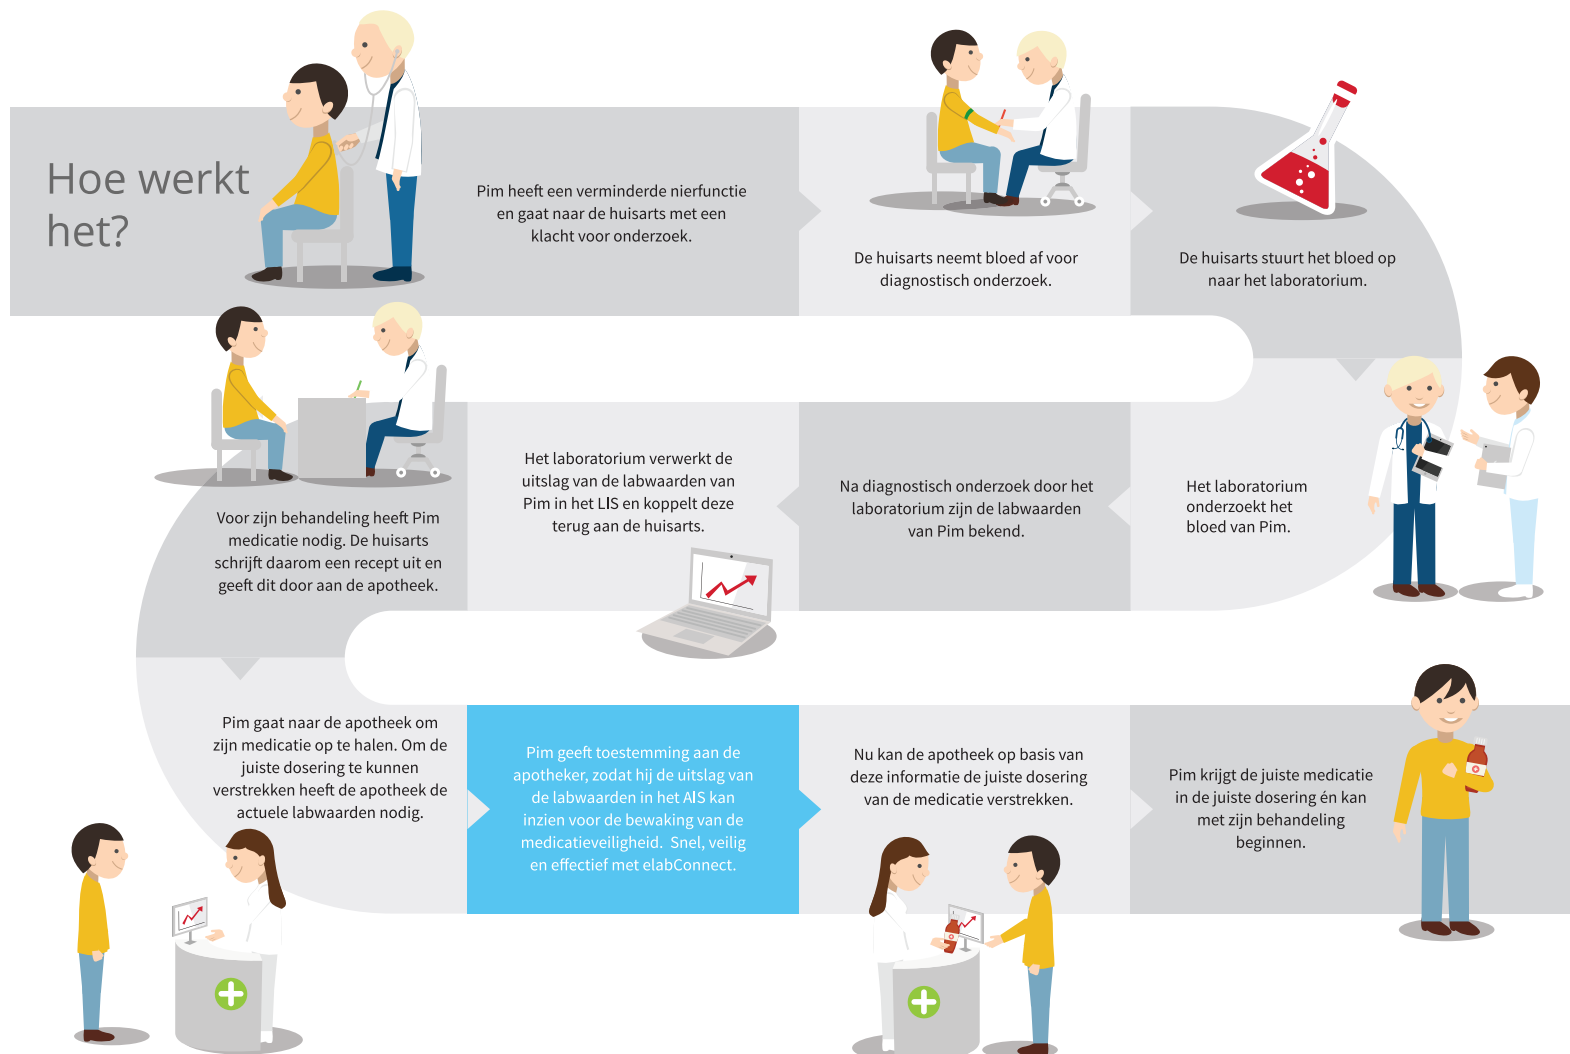 Hoe werkt
het?
Pim heeft een verminderde nierfunctie
en gaat naar de huisarts met een
klacht voor onderzoek.
De huisarts neemt bloed af voor
diagnostisch onderzoek.
De huisarts stuurt het bloed op
naar het laboratorium.
Het laboratorium
onderzoekt het
bloed van Pim.
Na diagnostisch onderzoek door het
laboratorium zijn de labwaarden
van Pim bekend.
Het laboratorium verwerkt de
uitslag van de labwaarden van
Pim in het LIS en koppelt deze
terug aan de huisarts.
Voor zijn behandeling heeft Pim
medicatie nodig. De huisarts
schrijft daarom een recept uit en
geeft dit door aan de apotheek.
Pim gaat naar de apotheek om
zijn medicatie op te halen. Om de
juiste dosering te kunnen
verstrekken heeft de apotheek de
actuele labwaarden nodig.
Pim geeft toestemming aan de
apotheker, zodat hij de uitslag van
de labwaarden in het AIS kan
inzien voor de bewaking van de
medicatieveiligheid.  Snel, veilig
en effectief met elabConnect.
Nu kan de apotheek op basis van
deze informatie de juiste dosering
van de medicatie verstrekken.
Pim krijgt de juiste medicatie
in de juiste dosering én kan
met zijn behandeling
beginnen.